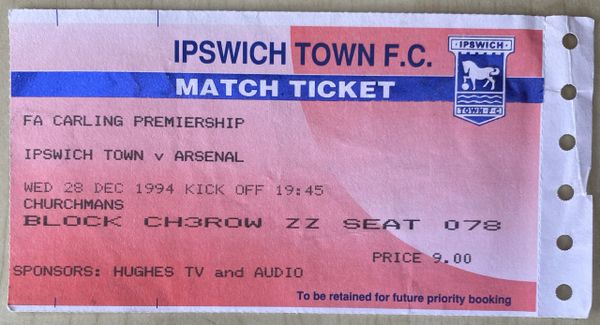 IPSWICH TOWN F.C.
IPSWICH
TOWN-F.C
MATCH TICKET
FA CARLING PREMIERSHIP
IPSWICH TOWN v ARSENAL
WED 28 DEC 1994 KICK OFF 19:45
CHURCHMANS
BLOCK CH3ROW ZZ SEAT 078
PRICE 9.00
SPONSORS: HUGHES TV and AUDIO
To be retained for future priority booking